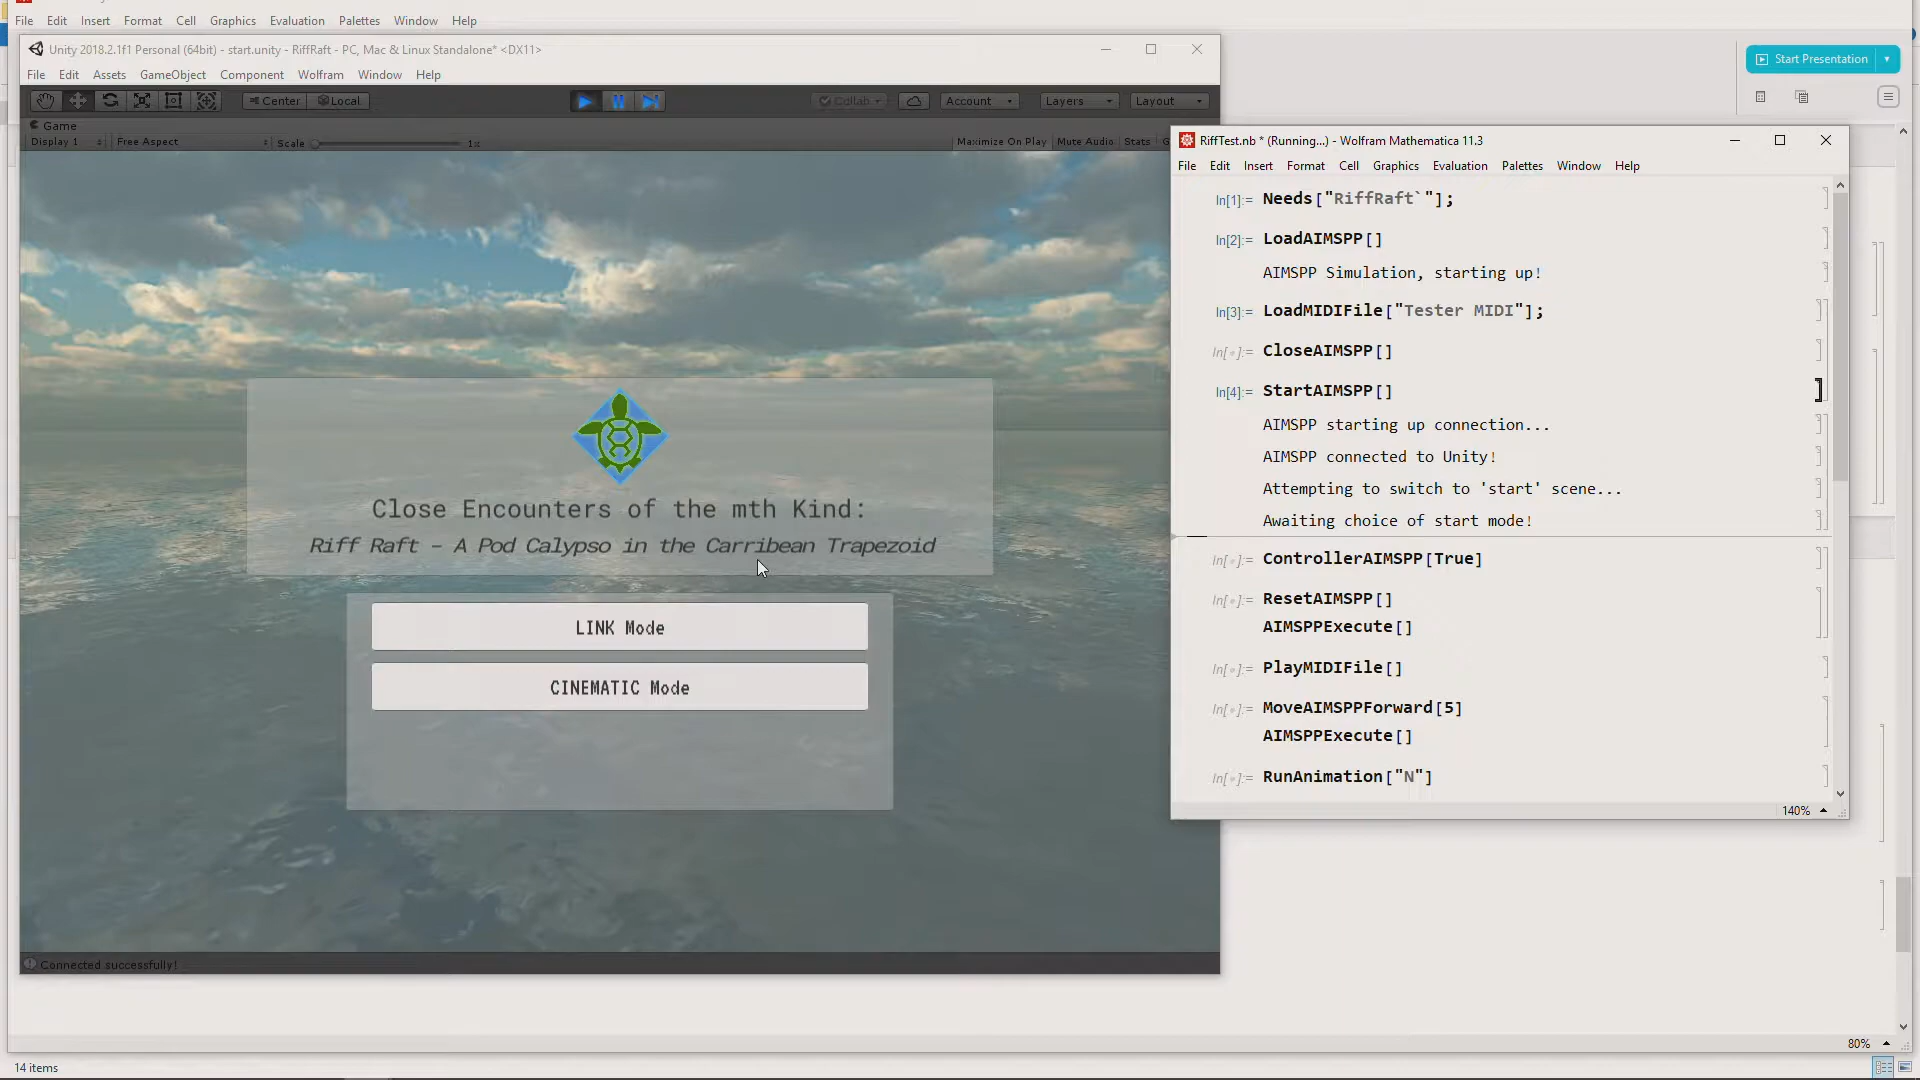 File Edit Insert Format Cell Graphics Evaluation Palettes Window Help
Unity 2018.2.1f1 Personal (64bit) - start.unity - RiffRaft - PC, Mac & Linux Standalone* <DX11>
File Edit Assets GameObject Component Wolfram Window Help
Center Local Collab Account Layers Layout
Game
Display 1 Free Aspect Scale 1x Maximize On Play Mute Audio Stats G
Close Encounters of the mth Kind:
Riff Raft - A Pod Calypso in the Carribean Trapezoid
LINK Mode
CINEMATIC Mode
Connected successfully!
Start Presentation
RiffTest.nb * (Running...) - Wolfram Mathematica 11.3
File Edit Insert Format Cell Graphics Evaluation Palettes Window Help
In[1]:= Needs["RiffRaft`"];
In[2]:= LoadAIMSPP[]
AIMSPP Simulation, starting up!
In[3]:= LoadMIDIFile["Tester MIDI"];
In[•]:= CloseAIMSPP[]
In[4]:= StartAIMSPP[]
AIMSPP starting up connection...
AIMSPP connected to Unity!
Attempting to switch to 'start' scene...
Awaiting choice of start mode!
In[•]:= ControllerAIMSPP[True]
In[•]:= ResetAIMSPP[]
AIMSPPExecute[]
In[•]:= PlayMIDIFile[]
In[•]:= MoveAIMSPPForward[5]
AIMSPPExecute[]
In[•]:= RunAnimation["N"]
140%
80%
14 items